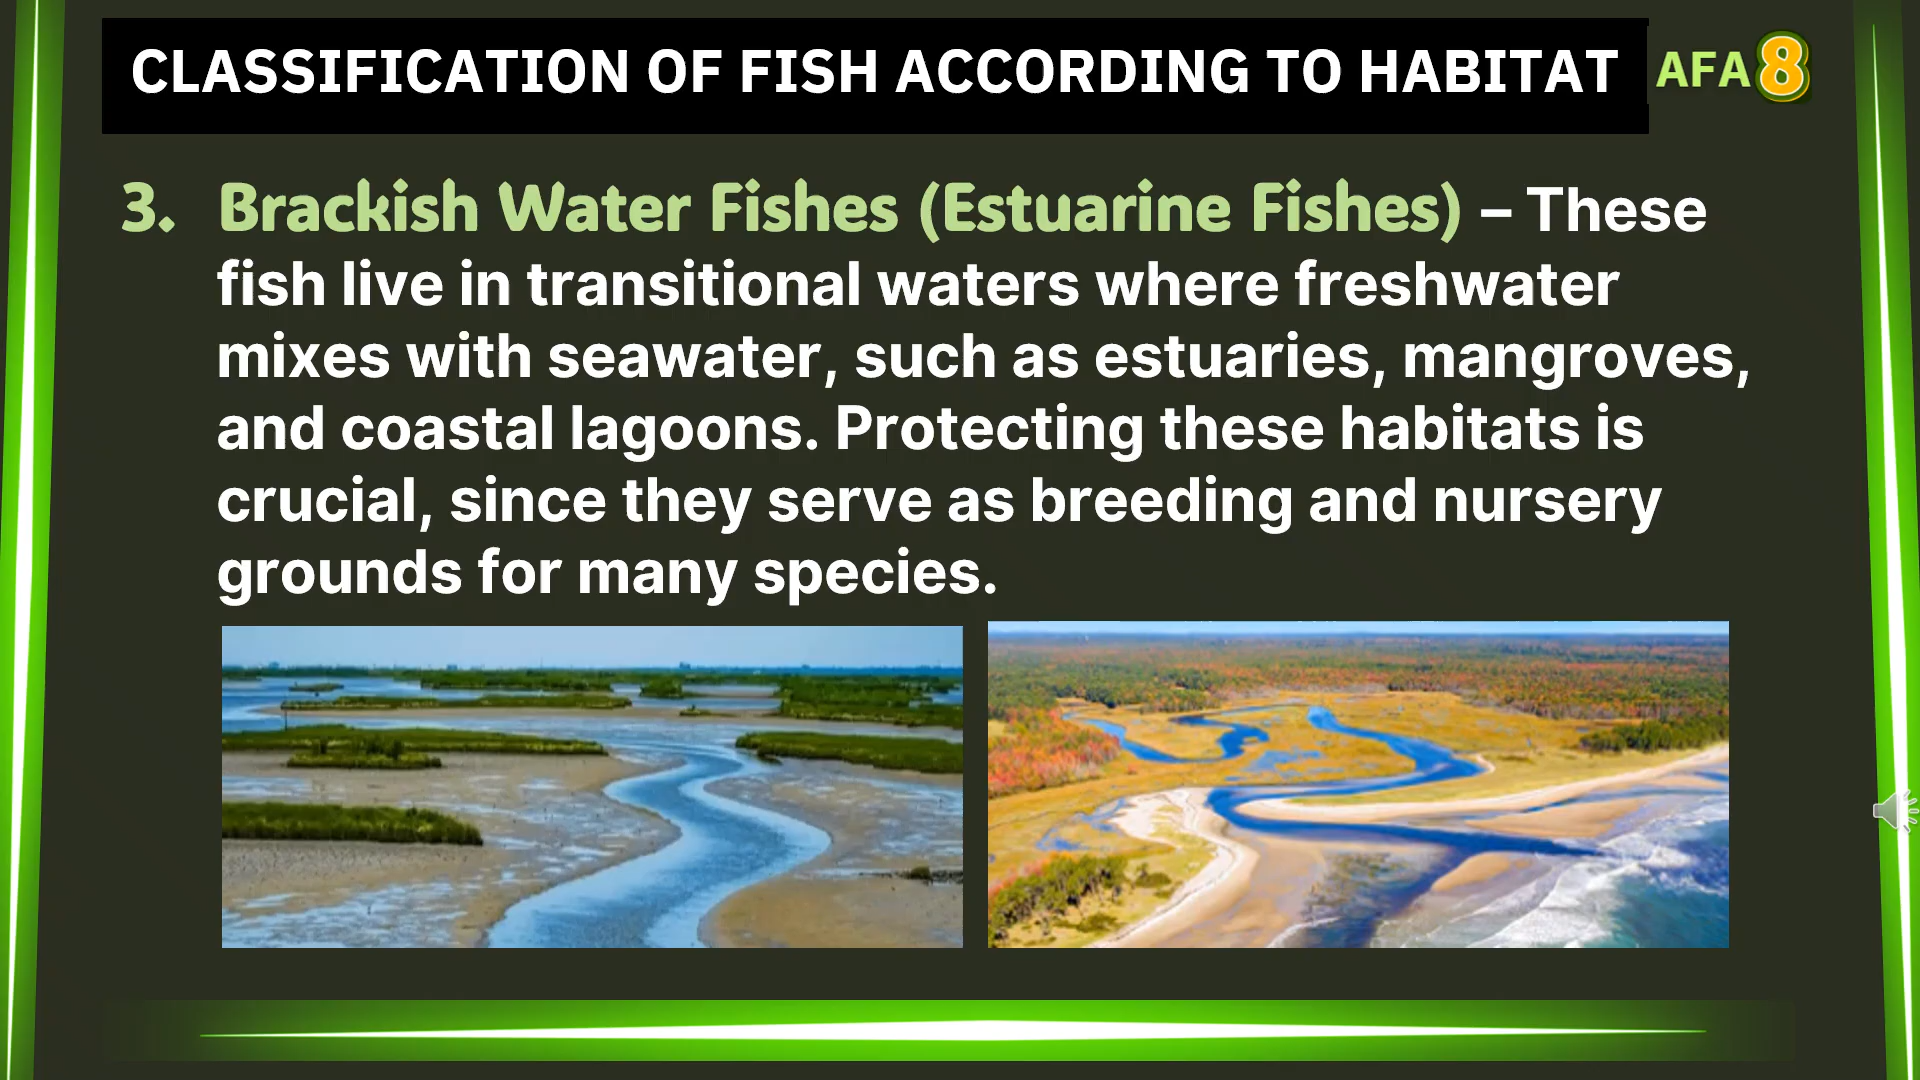 CLASSIFICATION OF FISH ACCORDING TO HABITAT
AFA8
3. Brackish Water Fishes (Estuarine Fishes) – These
fish live in transitional waters where freshwater
mixes with seawater, such as estuaries, mangroves,
and coastal lagoons. Protecting these habitats is
crucial, since they serve as breeding and nursery
grounds for many species.